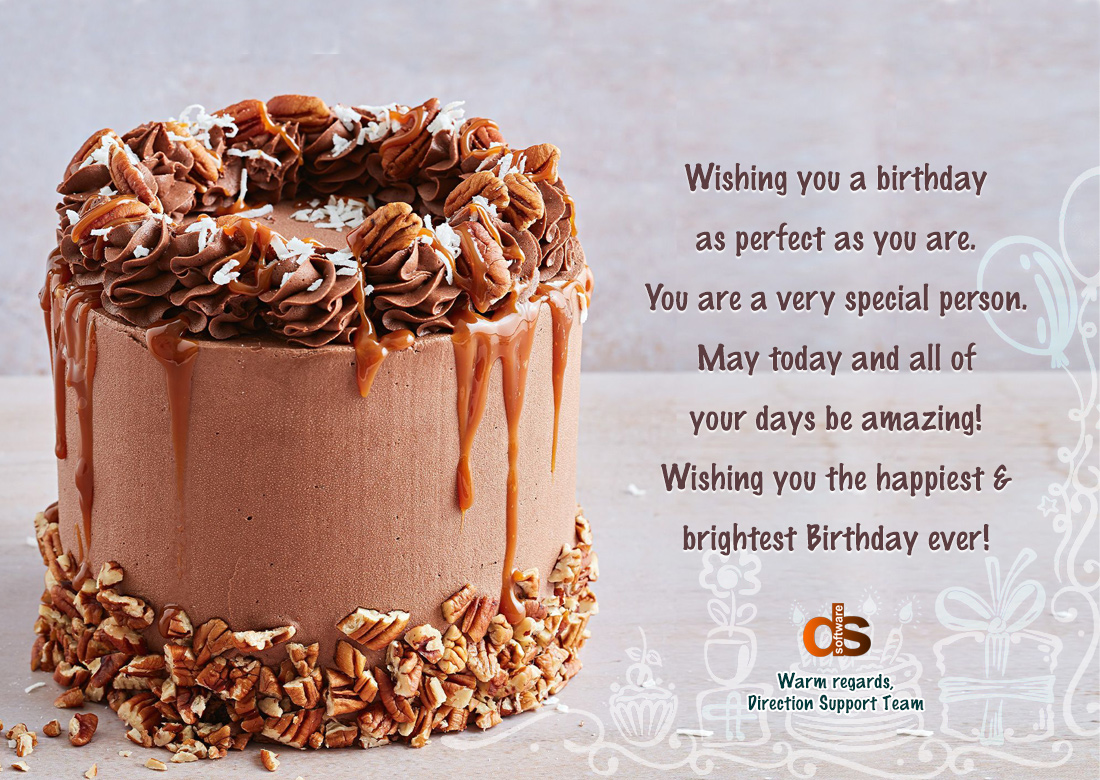 Wishing you a birthday
as perfect as you are.
You are a very special person.
May today and all of
your days be amazing!
Wishing you the happiest &
brightest Birthday ever!
ds software
Warm regards,
Direction Support Team